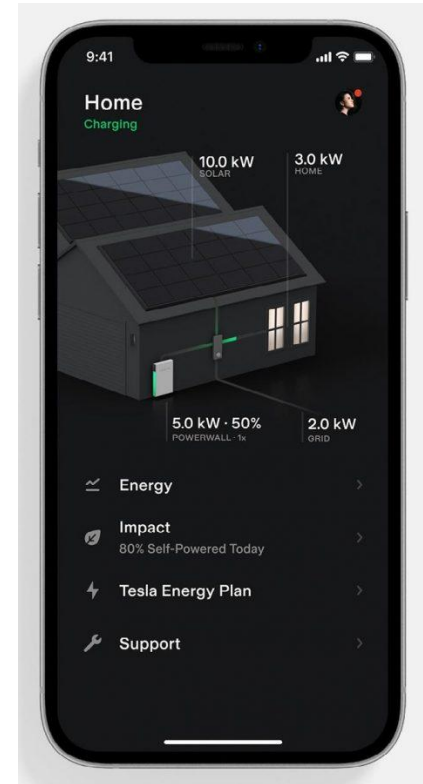 9:41
Home
Charging
10.0 kW
SOLAR
3.0 kW
HOME
5.0 kW · 50%
POWERWALL · 1x
2.0 kW
GRID
Energy
Impact
80% Self-Powered Today
Tesla Energy Plan
Support